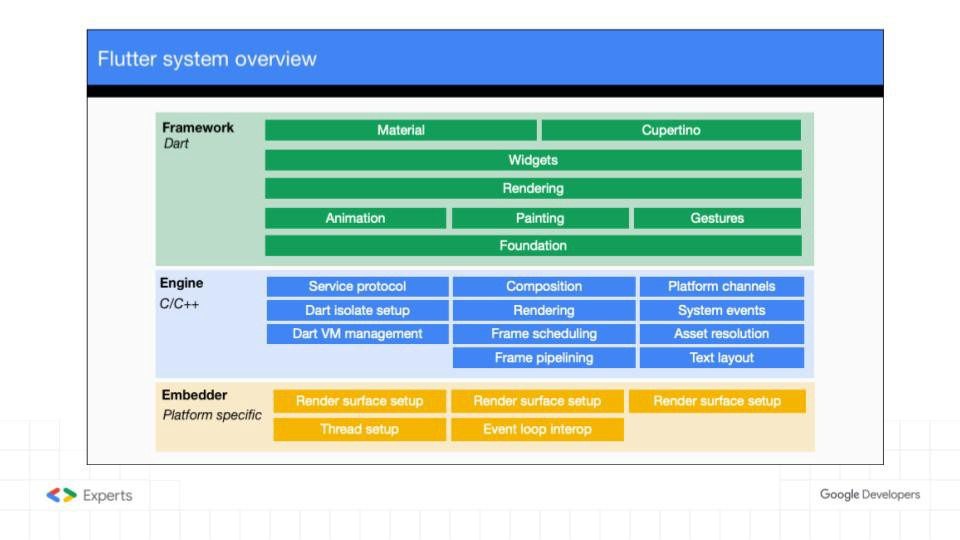 Flutter system overview
Framework
Dart
Material
Cupertino
Widgets
Rendering
Animation
Painting
Gestures
Foundation
Engine
C/C++
Service protocol
Composition
Platform channels
Dart isolate setup
Rendering
System events
Dart VM management
Frame scheduling
Asset resolution
Frame pipelining
Text layout
Embedder
Platform specific
Render surface setup
Render surface setup
Render surface setup
Thread setup
Event loop interop
Experts
Google Developers